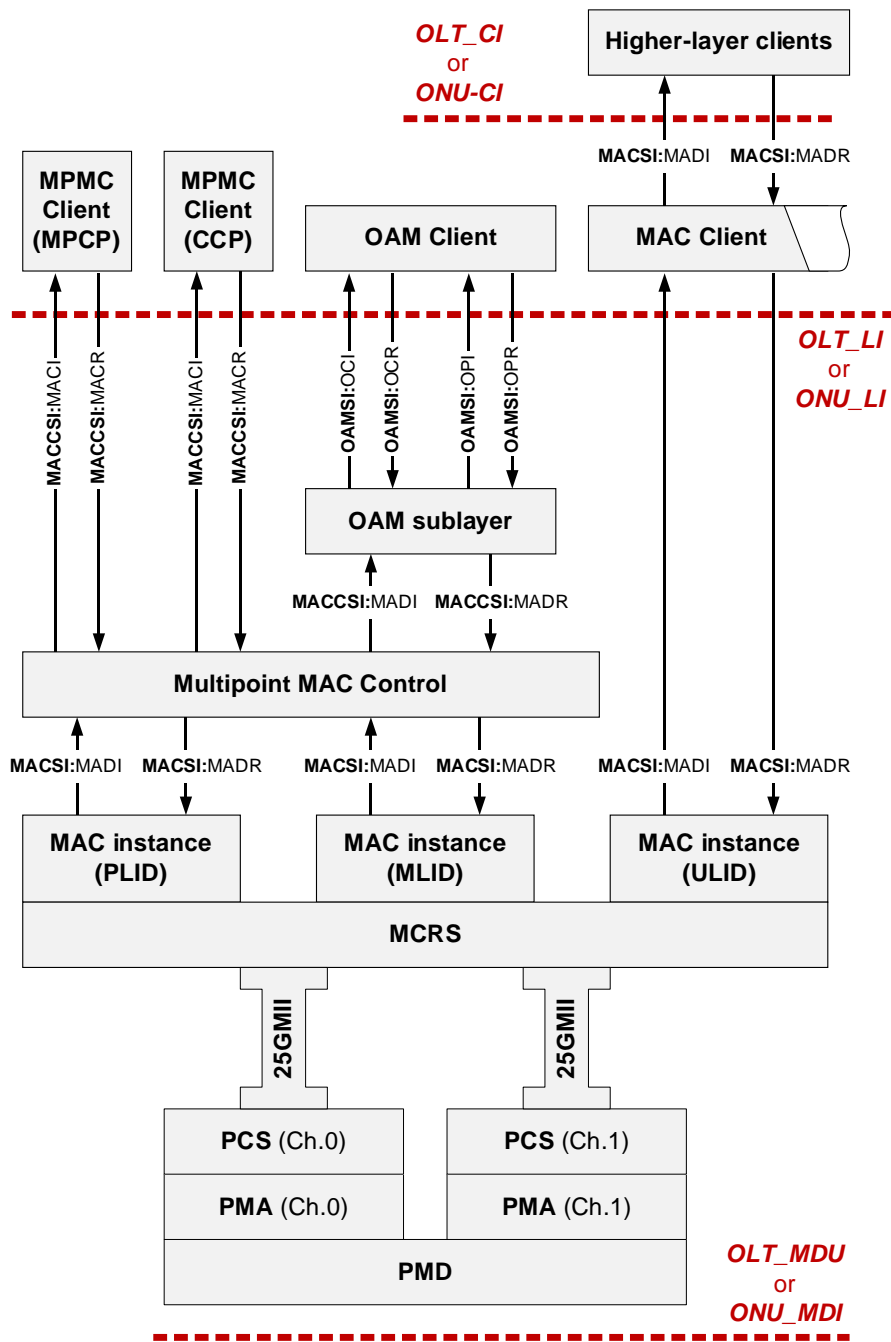 OLT_CI
or
ONU-CI
Higher-layer clients
MACSI:MADI
MACSI:MADR
MPMC
Client
(MPCP)
MPMC
Client
(CCP)
OAM Client
MAC Client
OLT_LI
or
ONU_LI
MACCSI:MACI
MACCSI:MACR
MACCSI:MACI
MACCSI:MACR
OAMSI:OCI
OAMSI:OCR
OAMSI:OPI
OAMSI:OPR
OAM sublayer
MACCSI:MADI
MACCSI:MADR
Multipoint MAC Control
MACSI:MADI
MACSI:MADR
MACSI:MADI
MACSI:MADR
MACSI:MADI
MACSI:MADR
MAC instance
(PLID)
MAC instance
(MLID)
MAC instance
(ULID)
MCRS
25GMII
25GMII
PCS (Ch.0)
PCS (Ch.1)
PMA (Ch.0)
PMA (Ch.1)
PMD
OLT_MDU
or
ONU_MDI